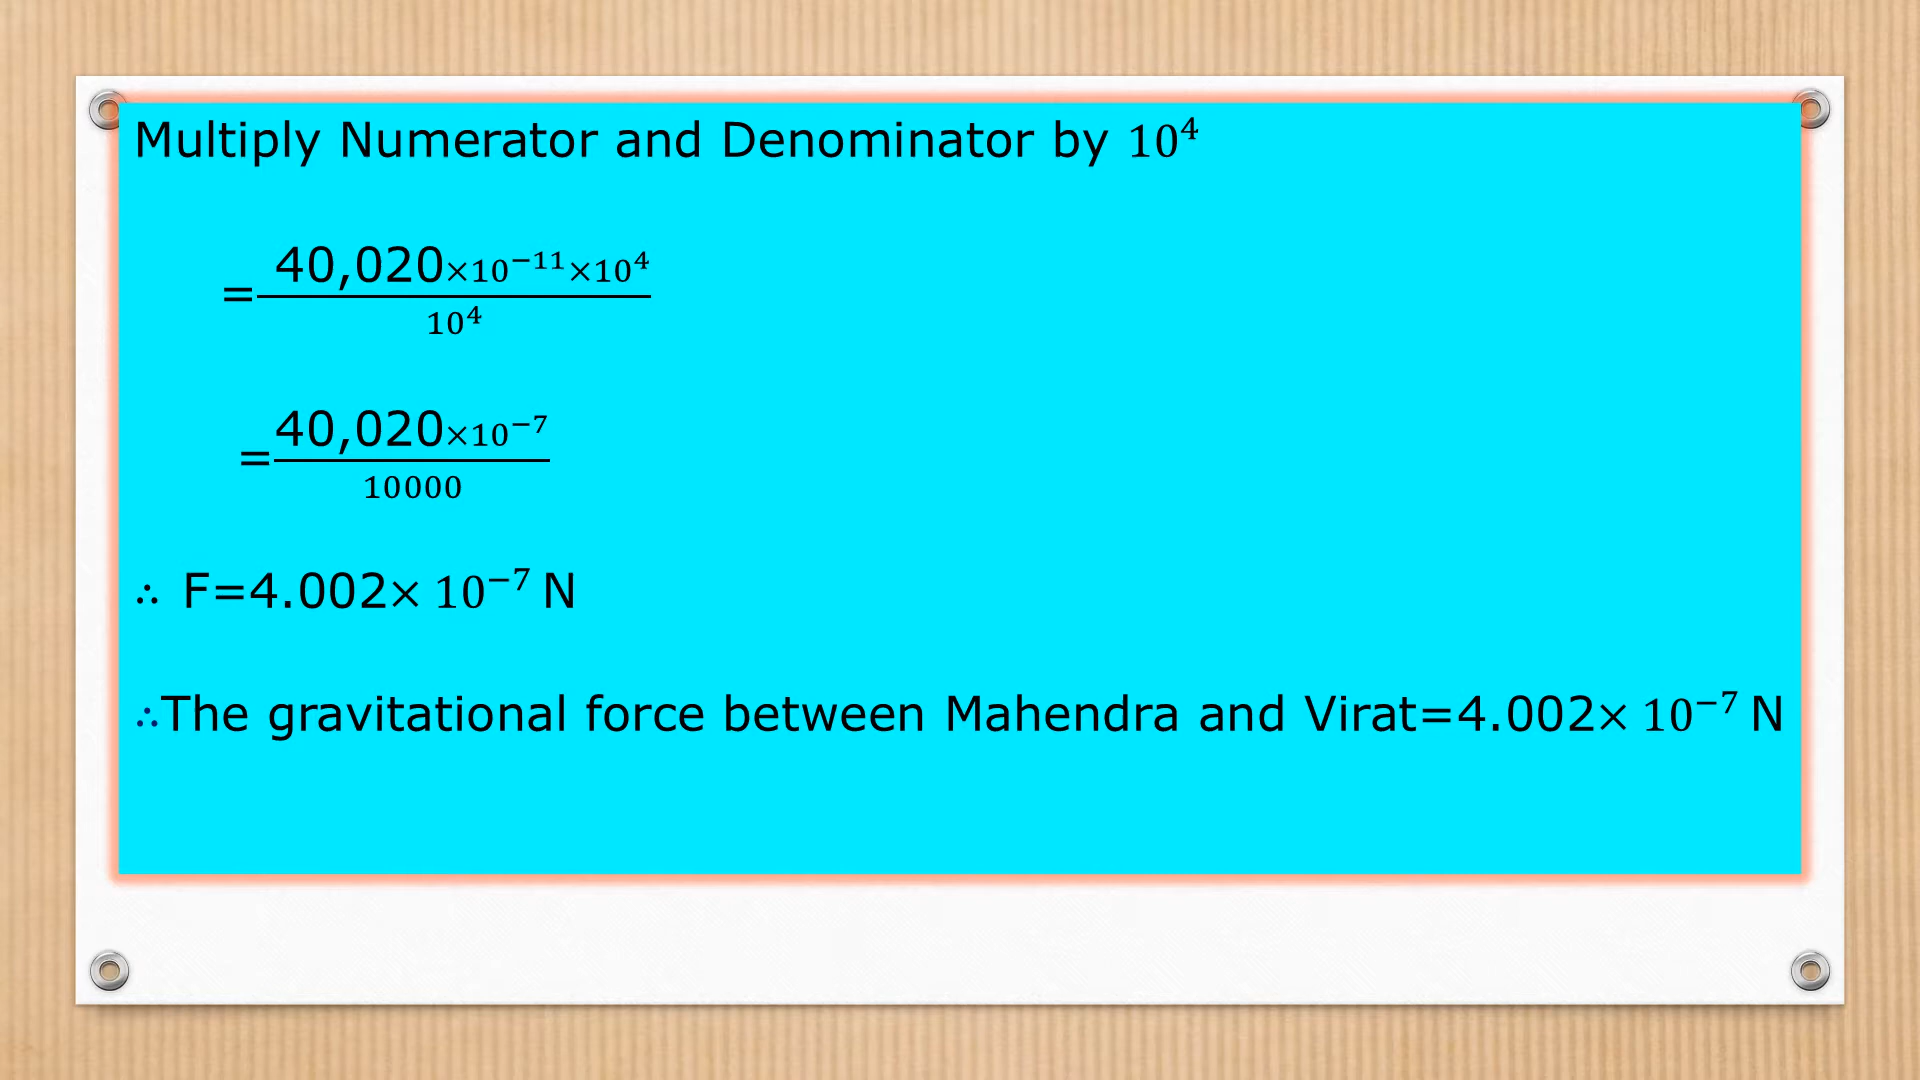 Multiply Numerator and Denominator by 10⁴
= 40,020×10⁻¹¹×10⁴
10⁴
= 40,020×10⁻⁷
10000
∴ F=4.002× 10⁻⁷ N
∴The gravitational force between Mahendra and Virat=4.002× 10⁻⁷ N